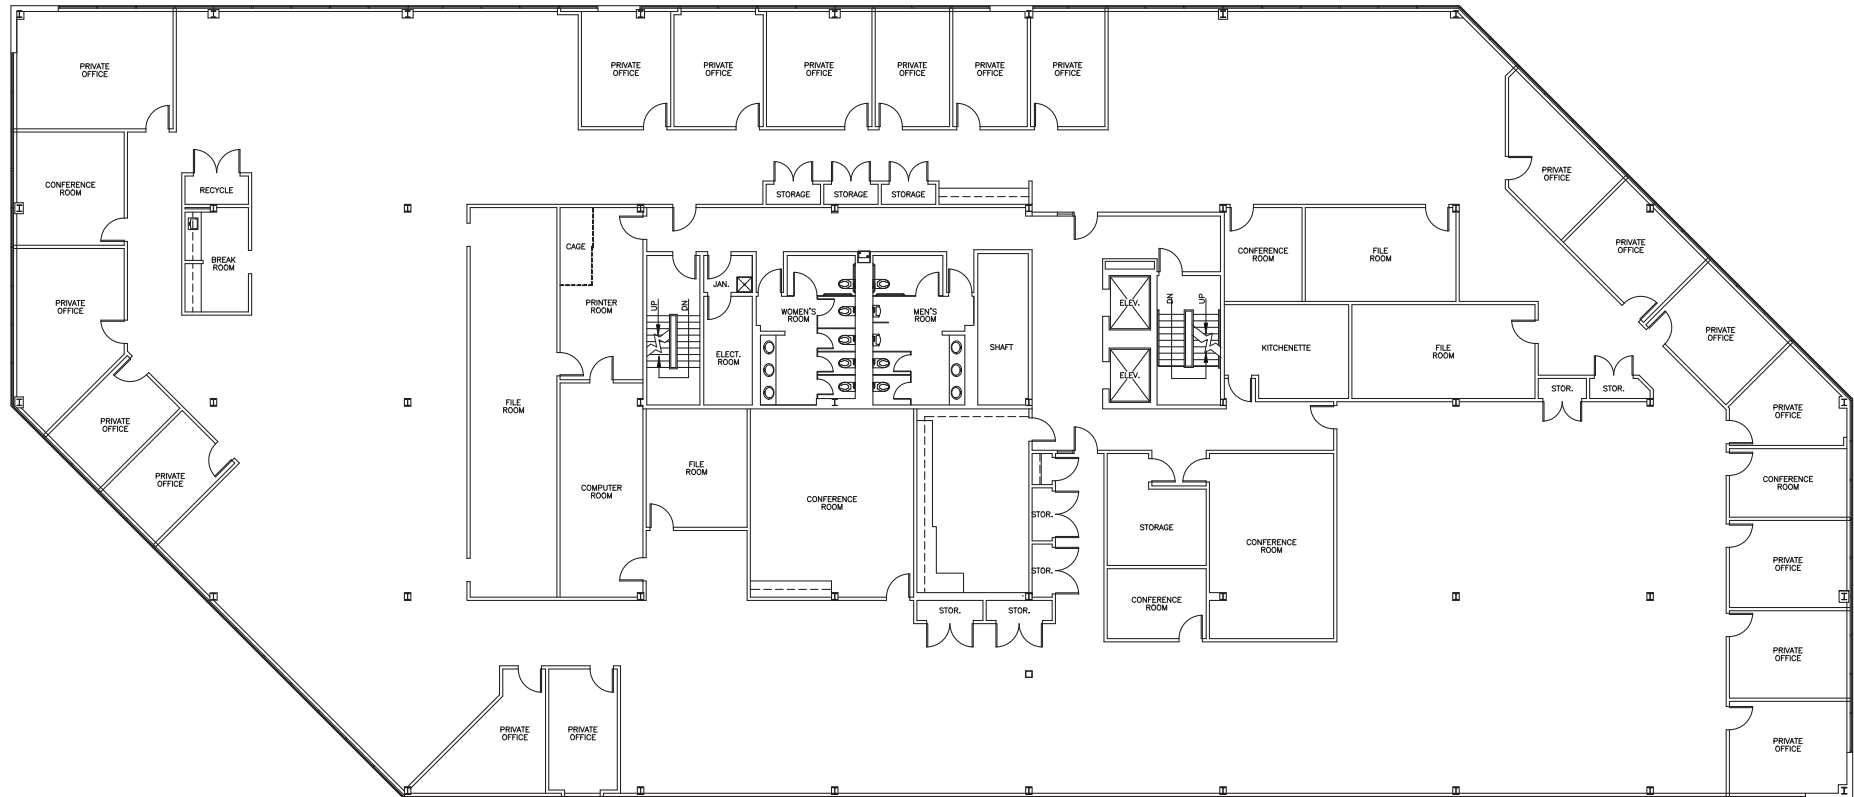 PRIVATE
OFFICE
PRIVATE
OFFICE
PRIVATE
OFFICE
PRIVATE
OFFICE
PRIVATE
OFFICE
PRIVATE
OFFICE
PRIVATE
OFFICE
CONFERENCE
ROOM
RECYCLE
STORAGE
STORAGE
STORAGE
PRIVATE
OFFICE
BREAK
ROOM
CAGE
CONFERENCE
ROOM
FILE
ROOM
PRIVATE
OFFICE
PRIVATE
OFFICE
PRINTER
ROOM
UP
DN
JAN.
WOMEN'S
ROOM
MEN'S
ROOM
ELEV.
DN
UP
PRIVATE
OFFICE
ELECT.
ROOM
SHAFT
KITCHENETTE
FILE
ROOM
ELEV.
STOR.
STOR.
FILE
ROOM
PRIVATE
OFFICE
PRIVATE
OFFICE
PRIVATE
OFFICE
FILE
ROOM
COMPUTER
ROOM
CONFERENCE
ROOM
STOR.
STORAGE
CONFERENCE
ROOM
CONFERENCE
ROOM
STOR.
PRIVATE
OFFICE
CONFERENCE
ROOM
STOR.
STOR.
PRIVATE
OFFICE
PRIVATE
OFFICE
PRIVATE
OFFICE
PRIVATE
OFFICE